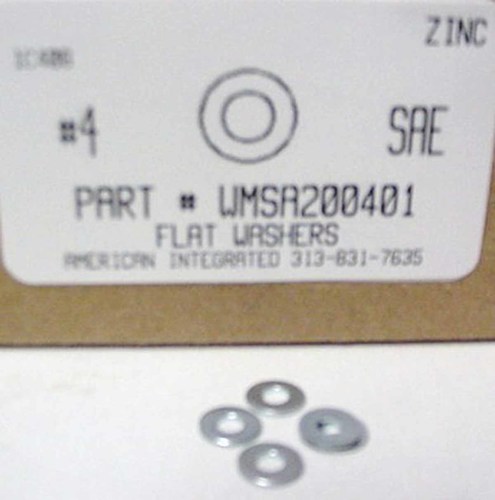 ZINC
#4 SAE
PART # WMSA200401
FLAT WASHERS
AMERICAN INTEGRATED 313-831-7635